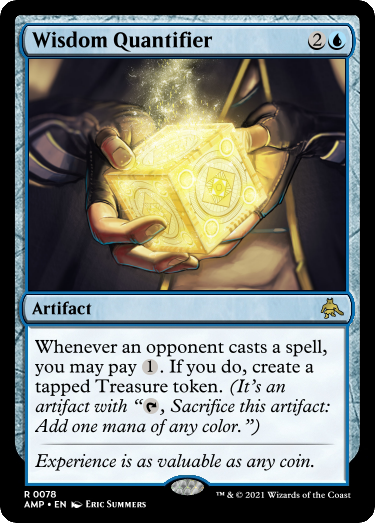 Wisdom Quantifier 2
Artifact
Whenever an opponent casts a spell,
you may pay 1. If you do, create a
tapped Treasure token. (It's an
artifact with “, Sacrifice this artifact:
Add one mana of any color.”)
Experience is as valuable as any coin.
R 0078
AMP • EN Eric Summers
™ & © 2021 Wizards of the Coast